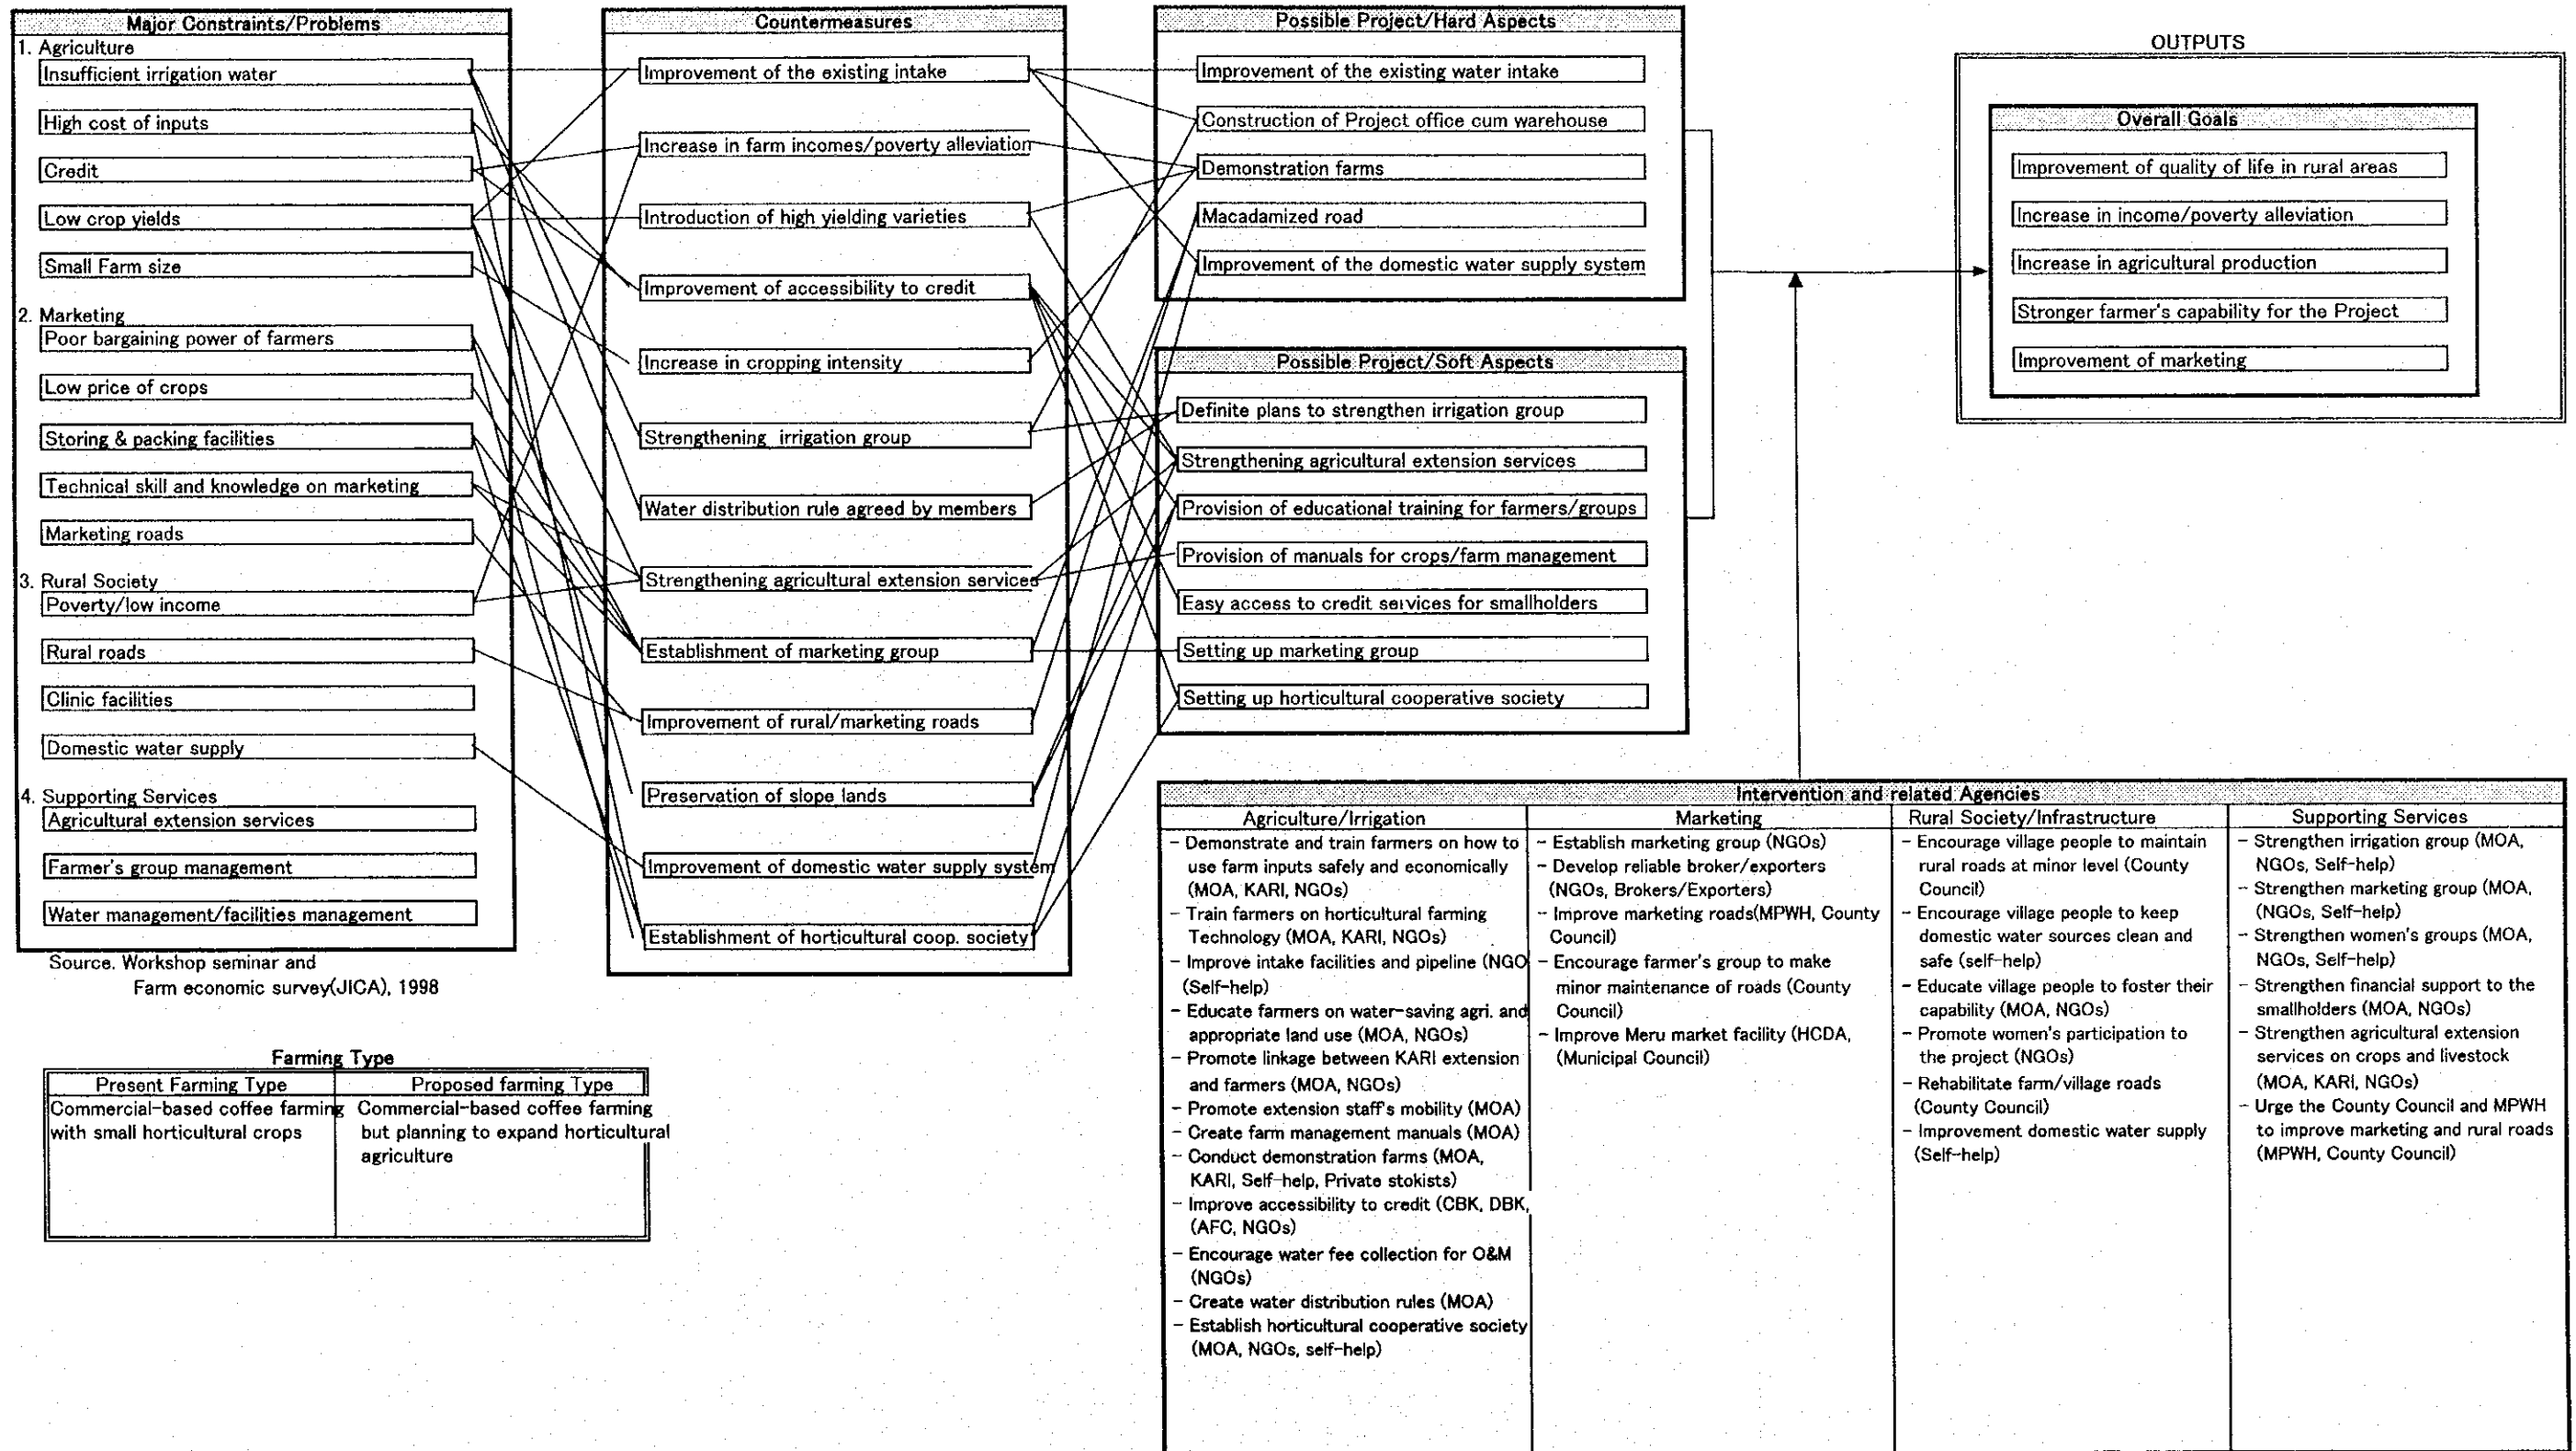 Major Constraints/Problems
1. Agriculture
Insufficient irrigation water
High cost of inputs
Credit
Low crop yields
Small Farm size
2. Marketing
Poor bargaining power of farmers
Low price of crops
Storing & packing facilities
Technical skill and knowledge on marketing
Marketing roads
3. Rural Society
Poverty/low income
Rural roads
Clinic facilities
Domestic water supply
4. Supporting Services
Agricultural extension services
Farmer's group management
Water management/facilities management
Source. Workshop seminar and
Farm economic survey(JICA), 1998
Countermeasures
Improvement of the existing intake
Increase in farm incomes/poverty alleviation
Introduction of high yielding varieties
Improvement of accessibility to credit
Increase in cropping intensity
Strengthening irrigation group
Water distribution rule agreed by members
Strengthening agricultural extension services
Establishment of marketing group
Improvement of rural/marketing roads
Preservation of slope lands
Improvement of domestic water supply system
Establishment of horticultural coop. society
Possible Project/Hard Aspects
Improvement of the existing water intake
Construction of Project office cum warehouse
Demonstration farms
Macadamized road
Improvement of the domestic water supply system
Possible Project/Soft Aspects
Definite plans to strengthen irrigation group
Strengthening agricultural extension services
Provision of educational training for farmers/groups
Provision of manuals for crops/farm management
Easy access to credit services for smallholders
Setting up marketing group
Setting up horticultural cooperative society
OUTPUTS
Overall Goals
Improvement of quality of life in rural areas
Increase in income/poverty alleviation
Increase in agricultural production
Stronger farmer's capability for the Project
Improvement of marketing
Intervention and related Agencies
Agriculture/Irrigation
- Demonstrate and train farmers on how to
use farm inputs safely and economically
(MOA, KARI, NGOs)
- Train farmers on horticultural farming
Technology (MOA, KARI, NGOs)
- Improve intake facilities and pipeline (NGO
(Self-help)
- Educate farmers on water-saving agri. and
appropriate land use (MOA, NGOs)
- Promote linkage between KARI extension
and farmers (MOA, NGOs)
- Promote extension staff's mobility (MOA)
- Create farm management manuals (MOA)
- Conduct demonstration farms (MOA,
KARI, Self-help, Private stokists)
- Improve accessibility to credit (CBK, DBK,
(AFC, NGOs)
- Encourage water fee collection for O&M
(NGOs)
- Create water distribution rules (MOA)
- Establish horticultural cooperative society
(MOA, NGOs, self-help)
Marketing
- Establish marketing group (NGOs)
- Develop reliable broker/exporters
(NGOs, Brokers/Exporters)
- Improve marketing roads(MPWH, County
Council)
- Encourage farmer's group to make
minor maintenance of roads (County
Council)
- Improve Meru market facility (HCDA,
(Municipal Council)
Rural Society/Infrastructure
- Encourage village people to maintain
rural roads at minor level (County
Council)
- Encourage village people to keep
domestic water sources clean and
safe (self-help)
- Educate village people to foster their
capability (MOA, NGOs)
- Promote women's participation to
the project (NGOs)
- Rehabilitate farm/village roads
(County Council)
- Improvement domestic water supply
(Self-help)
Supporting Services
- Strengthen irrigation group (MOA,
NGOs, Self-help)
- Strengthen marketing group (MOA,
(NGOs, Self-help)
- Strengthen women's groups (MOA,
NGOs, Self-help)
- Strengthen financial support to the
smallholders (MOA, NGOs)
- Strengthen agricultural extension
services on crops and livestock
(MOA, KARI, NGOs)
- Urge the County Council and MPWH
to improve marketing and rural roads
(MPWH, County Council)
Farming Type
Present Farming Type
Commercial-based coffee farming
with small horticultural crops
Proposed farming Type
Commercial-based coffee farming
but planning to expand horticultural
agriculture